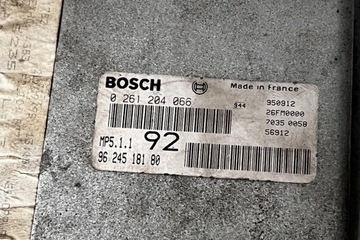 BOSCH
Made in France
0 261 204 066
S44
950912
26FM0000
7035 0058
56912
MP5.1.1
92
96 245 181 80